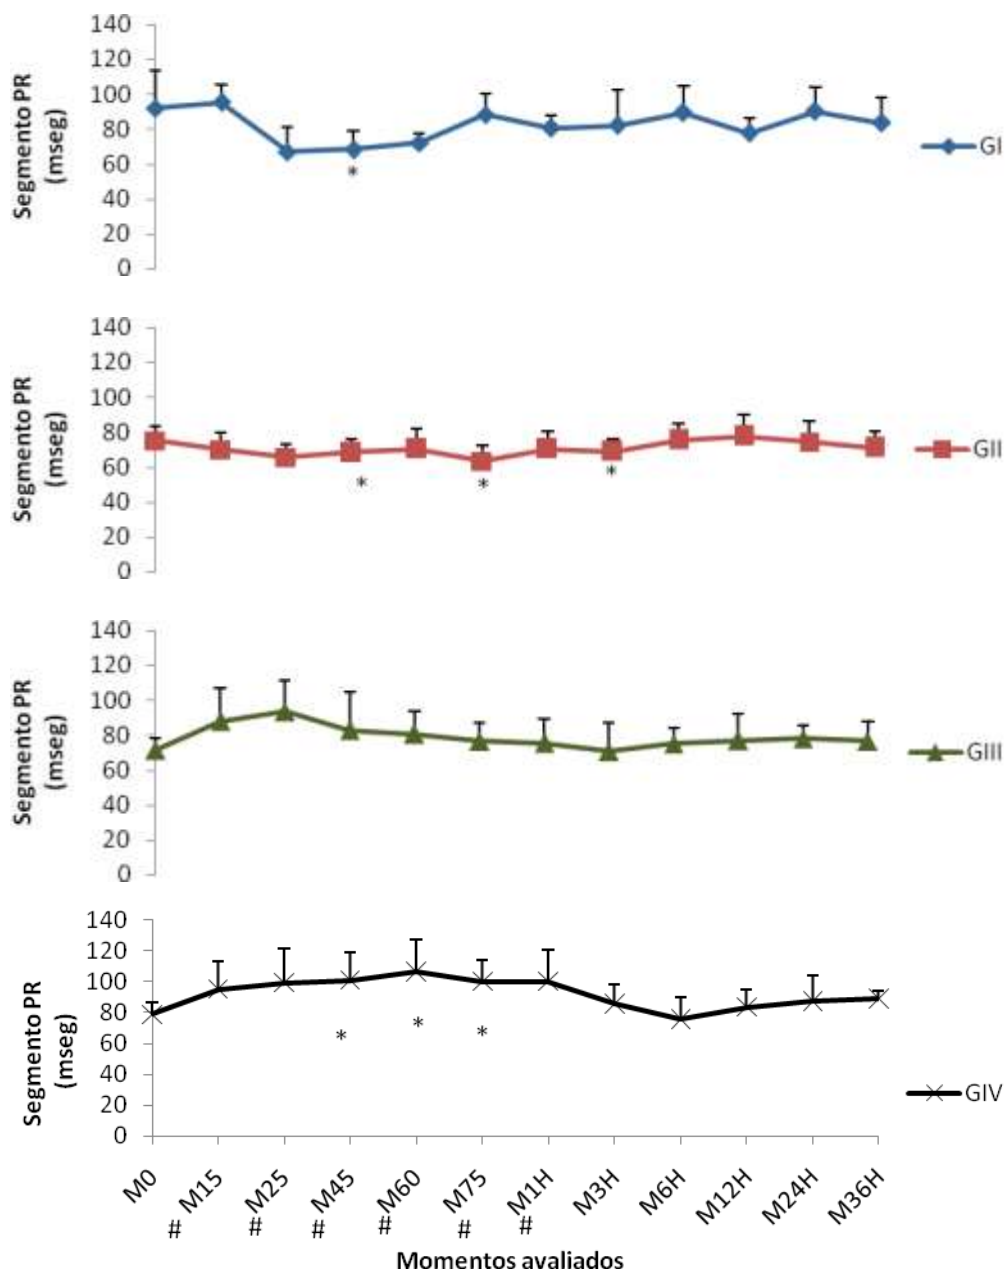 140
120
100
80
60
40
20
0
Segmento PR
(mseg)
*
GI
140
120
100
80
60
40
20
0
Segmento PR
(mseg)
* * *
GII
140
120
100
80
60
40
20
0
Segmento PR
(mseg)
GIII
140
120
100
80
60
40
20
0
Segmento PR
(mseg)
* * *
GIV
M0 M15 M25 M45 M60 M75 M1H M3H M6H M12H M24H M36H
# # # # # #
Momentos avaliados